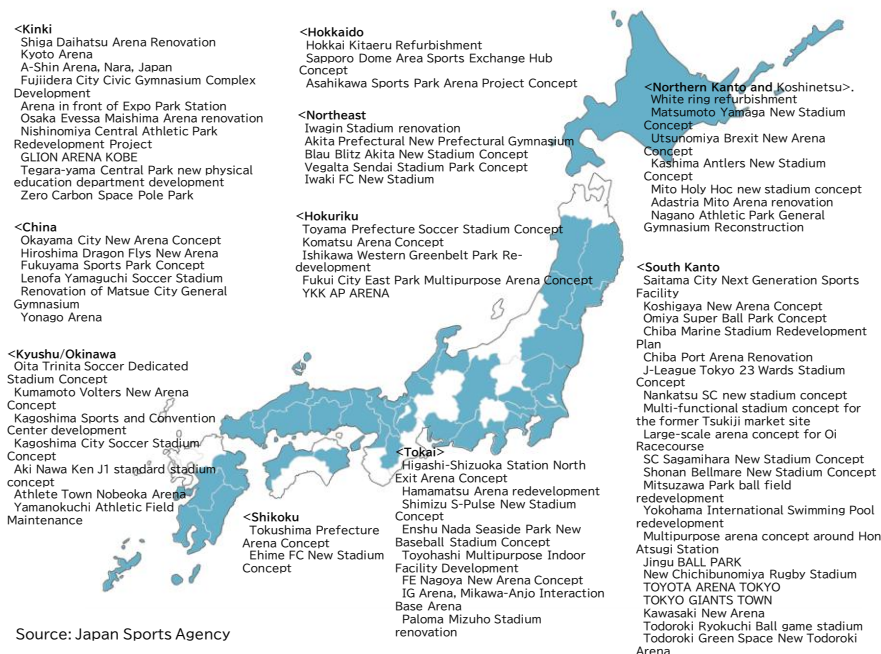 <Kinki
Shiga Daihatsu Arena Renovation
Kyoto Arena
A-Shin Arena, Nara, Japan
Fujiidera City Civic Gymnasium Complex
Development
Arena in front of Expo Park Station
Osaka Evessa Maishima Arena renovation
Nishinomiya Central Athletic Park
Redevelopment Project
GLION ARENA KOBE
Tegara-yama Central Park new physical
education department development
Zero Carbon Space Pole Park
<China
Okayama City New Arena Concept
Hiroshima Dragon Flys New Arena
Fukuyama Sports Park Concept
Lenofa Yamaguchi Soccer Stadium
Renovation of Matsue City General
Gymnasium
Yonago Arena
<Kyushu/Okinawa
Oita Trinita Soccer Dedicated
Stadium Concept
Kumamoto Volters New Arena
Concept
Kagoshima Sports and Convention
Center development
Kagoshima City Soccer Stadium
Concept
Aki Nawa Ken J1 standard stadium
concept
Athlete Town Nobeoka Arena
Yamanokuchi Athletic Field
Maintenance
<Hokkaido
Hokkai Kitaeru Refurbishment
Sapporo Dome Area Sports Exchange Hub
Concept
Asahikawa Sports Park Arena Project Concept
<Northeast
Iwagin Stadium renovation
Akita Prefectural New Prefectural Gymnasium
Blau Blitz Akita New Stadium Concept
Vegalta Sendai Stadium Park Concept
Iwaki FC New Stadium
<Hokuriku
Toyama Prefecture Soccer Stadium Concept
Komatsu Arena Concept
Ishikawa Western Greenbelt Park Re-
development
Fukui City East Park Multipurpose Arena Concept
YKK AP ARENA
<Shikoku
Tokushima Prefecture
Arena Concept
Ehime FC New Stadium
Concept
<Tokai>
Higashi-Shizuoka Station North
Exit Arena Concept
Hamamatsu Arena redevelopment
Shimizu S-Pulse New Stadium
Concept
Enshu Nada Seaside Park New
Baseball Stadium Concept
Toyohashi Multipurpose Indoor
Facility Development
FE Nagoya New Arena Concept
IG Arena, Mikawa-Anjo Interaction
Base Arena
Paloma Mizuho Stadium
renovation
<Northern Kanto and Koshinetsu>.
White ring refurbishment
Matsumoto Yamaga New Stadium
Concept
Utsunomiya Brexit New Arena
Concept
Kashima Antlers New Stadium
Concept
Mito Holy Hoc new stadium concept
Adastria Mito Arena renovation
Nagano Athletic Park General
Gymnasium Reconstruction
<South Kanto
Saitama City Next Generation Sports
Facility
Koshigaya New Arena Concept
Omiya Super Ball Park Concept
Chiba Marine Stadium Redevelopment
Plan
Chiba Port Arena Renovation
J-League Tokyo 23 Wards Stadium
Concept
Nankatsu SC new stadium concept
Multi-functional stadium concept for
the former Tsukiji market site
Large-scale arena concept for Oi
Racecourse
SC Sagamihara New Stadium Concept
Shonan Bellmare New Stadium Concept
Mitsuzawa Park ball field
redevelopment
Yokohama International Swimming Pool
redevelopment
Multipurpose arena concept around Hon
Atsugi Station
Jingu BALL PARK
New Chichibunomiya Rugby Stadium
TOYOTA ARENA TOKYO
TOKYO GIANTS TOWN
Kawasaki New Arena
Todoroki Ryokuchi Ball game stadium
Todoroki Green Space New Todoroki
Arena
Source: Japan Sports Agency